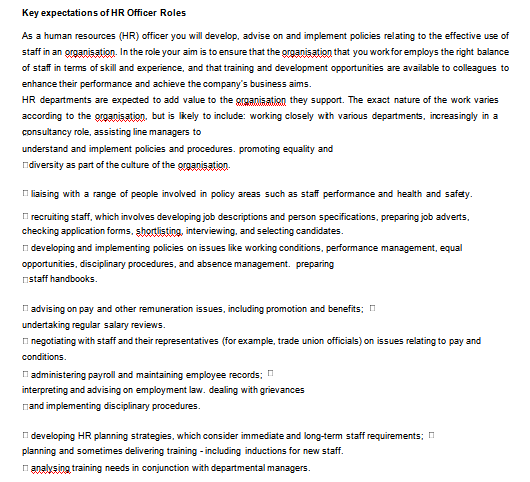 Key expectations of HR Officer Roles
As a human resources (HR) officer you will develop, advise on and implement policies relating to the effective use of
staff in an organisation. In the role your aim is to ensure that the organisation that you work for employs the right balance
of staff in terms of skill and experience, and that training and development opportunities are available to colleagues to
enhance their performance and achieve the company's business aims.
HR departments are expected to add value to the organisation they support. The exact nature of the work varies
according to the organisation, but is likely to include: working closely with various departments, increasingly in a
consultancy role, assisting line managers to
understand and implement policies and procedures. promoting equality and
□diversity as part of the culture of the organisation.
□ liaising with a range of people involved in policy areas such as staff performance and health and safety.
□ recruiting staff, which involves developing job descriptions and person specifications, preparing job adverts,
checking application forms, shortlisting, interviewing, and selecting candidates.
□ developing and implementing policies on issues like working conditions, performance management, equal
opportunities, disciplinary procedures, and absence management. preparing
□staff handbooks.
□ advising on pay and other remuneration issues, including promotion and benefits; □
undertaking regular salary reviews.
□ negotiating with staff and their representatives (for example, trade union officials) on issues relating to pay and
conditions.
□ administering payroll and maintaining employee records; □
interpreting and advising on employment law. dealing with grievances
□and implementing disciplinary procedures.
□ developing HR planning strategies, which consider immediate and long-term staff requirements; □
planning and sometimes delivering training - including inductions for new staff.
□ analysing training needs in conjunction with departmental managers.